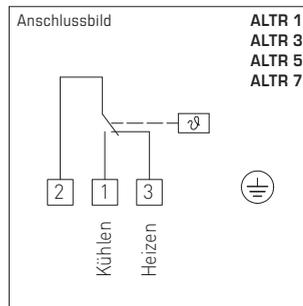 Anschlussbild
ALTR 1
ALTR 3
ALTR 5
ALTR 7
ϑ
2
1
3
Kühlen
Heizen